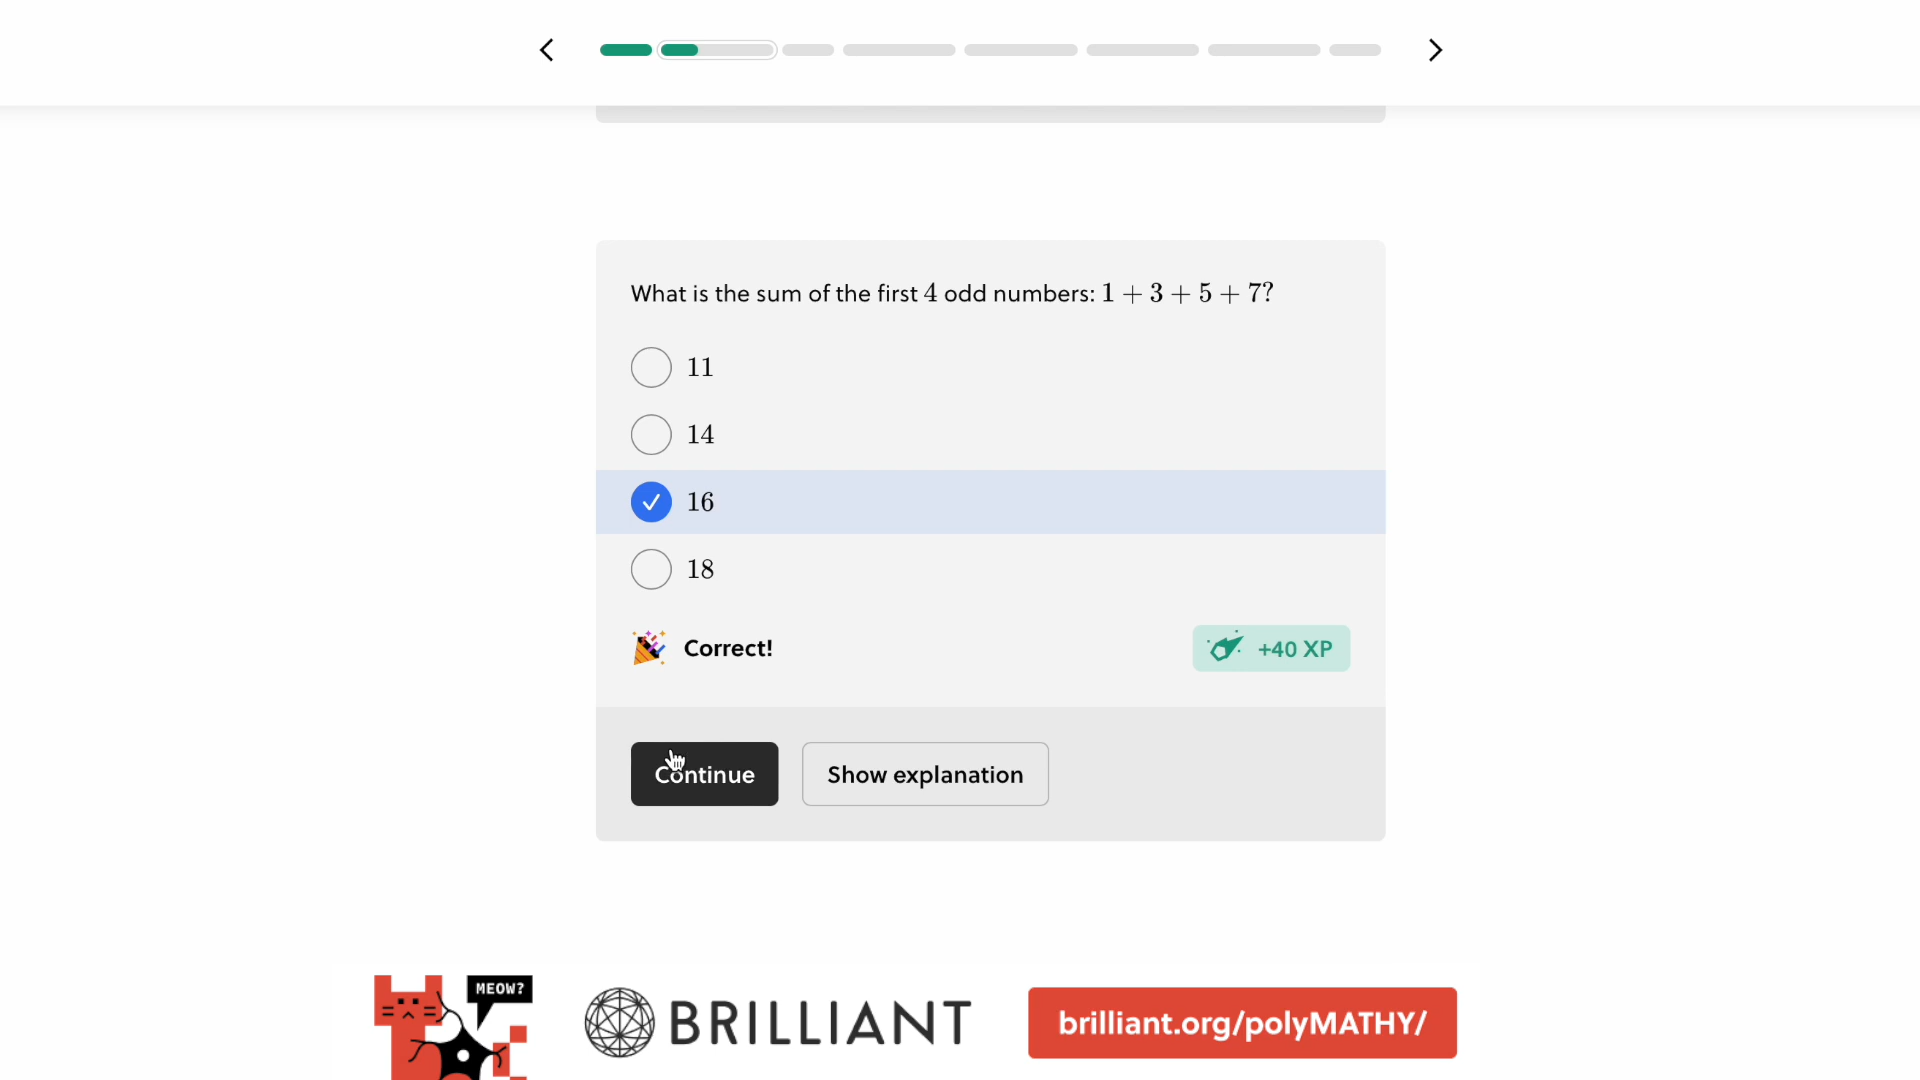 What is the sum of the first 4 odd numbers: 1 + 3 + 5 + 7?
11
14
16
18
Correct!
+40 XP
Continue
Show explanation
MEOW?
BRILLIANT
brilliant.org/polyMATHY/